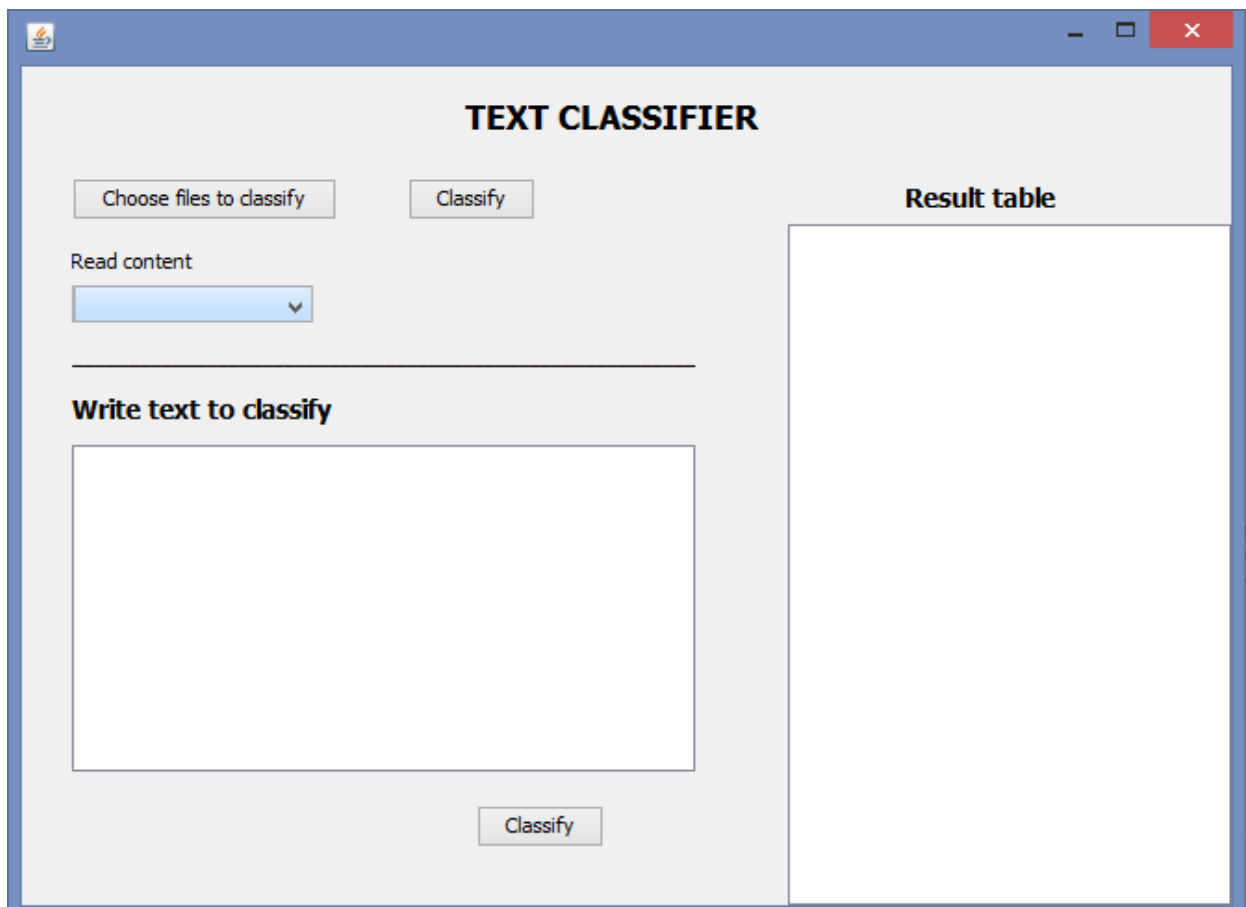 TEXT CLASSIFIER
Choose files to classify
Classify
Result table
Read content
Write text to classify
Classify